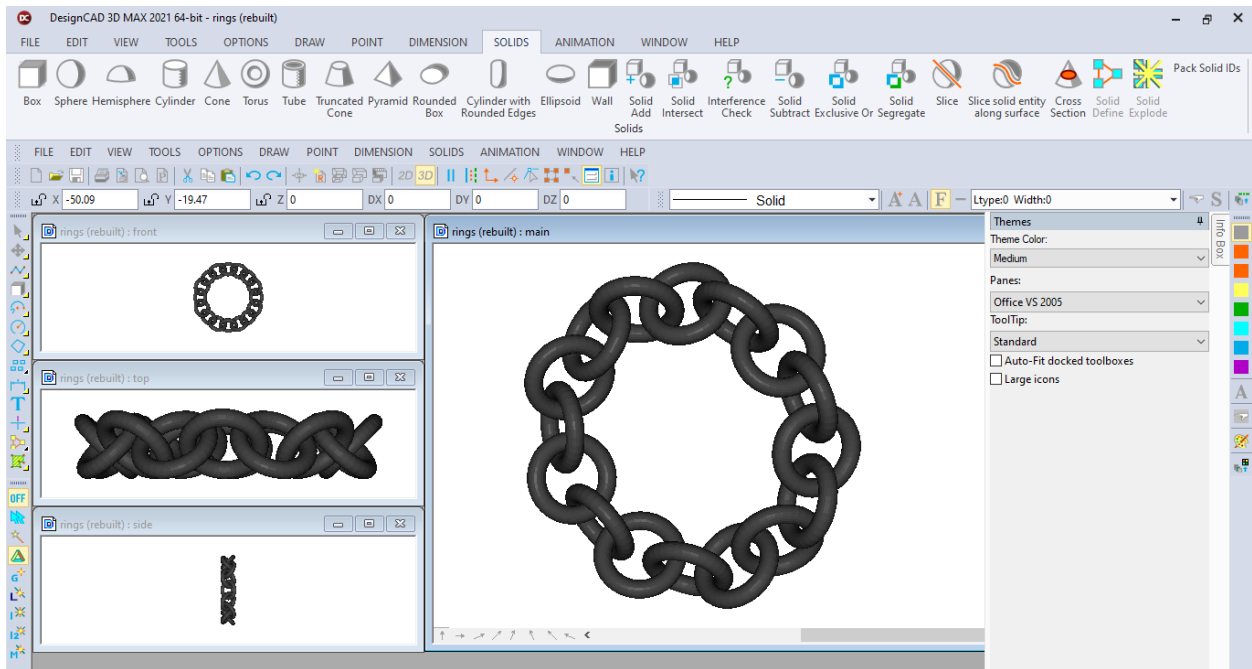 DC DesignCAD 3D MAX 2021 64-bit - rings (rebuilt)
FILE EDIT VIEW TOOLS OPTIONS DRAW POINT DIMENSION SOLIDS ANIMATION WINDOW HELP
Box Sphere Hemisphere Cylinder Cone Torus Tube Truncated Cone Pyramid Rounded Box Cylinder with Rounded Edges Ellipsoid Wall Solid Add Solid Intersect Interference Check Solid Subtract Solid Exclusive Or Solid Segregate Slice Slice solid entity along surface Cross Section Solid Define Solid Explode Pack Solid IDs
Solids
FILE EDIT VIEW TOOLS OPTIONS DRAW POINT DIMENSION SOLIDS ANIMATION WINDOW HELP
2D 3D
X -50.09 Y -19.47 Z 0 DX 0 DY 0 DZ 0 Solid A A F Ltype:0 Width:0 S
rings (rebuilt) : front
rings (rebuilt) : main
Themes
Info Box
Theme Color:
Medium
Panes:
Office VS 2005
ToolTip:
Standard
Auto-Fit docked toolboxes
Large icons
rings (rebuilt) : top
T
A
OFF
rings (rebuilt) : side
G
L
I
I2
M